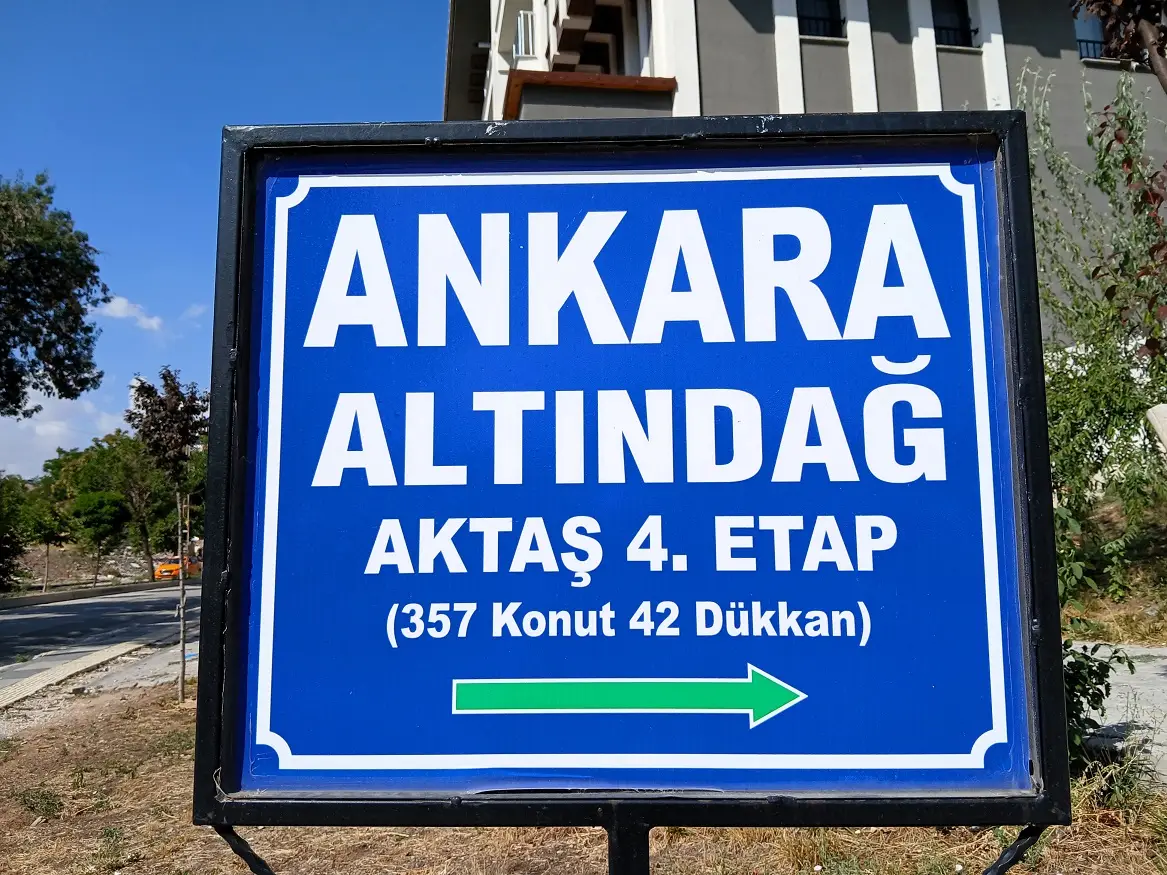 ANKARA
ALTINDAĞ
AKTAŞ 4. ETAP
(357 Konut 42 Dükkan)